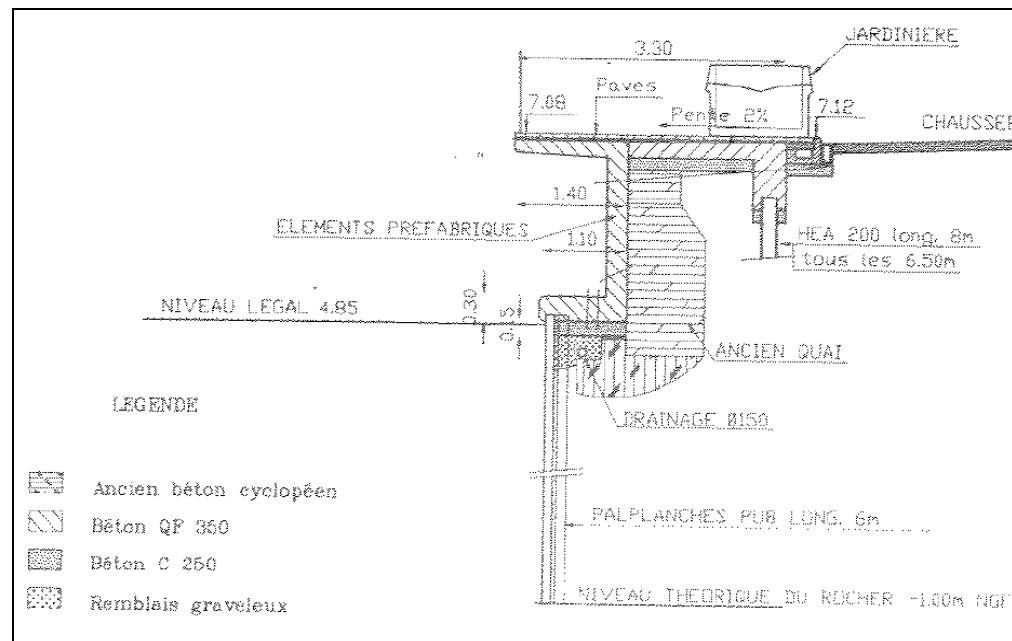 JARDINIERE
3.30
Paves
7.08
Pente 2%
7.12
CHAUSSEE
1.40
ELEMENTS PREFABRIQUES
1.10
HEA 200 long. 8m
tous les 6.50m
NIVEAU LEGAL 4.85
0.30
0.15
ANCIEN QUAI
LEGENDE
DRAINAGE Ø150
Ancien béton cyclopéen
Béton QF 350
Béton C 250
Remblais graveleux
PALPLANCHES PU8 LONG. 6m
NIVEAU THEORIQUE DU ROCHER -1.00m NGF